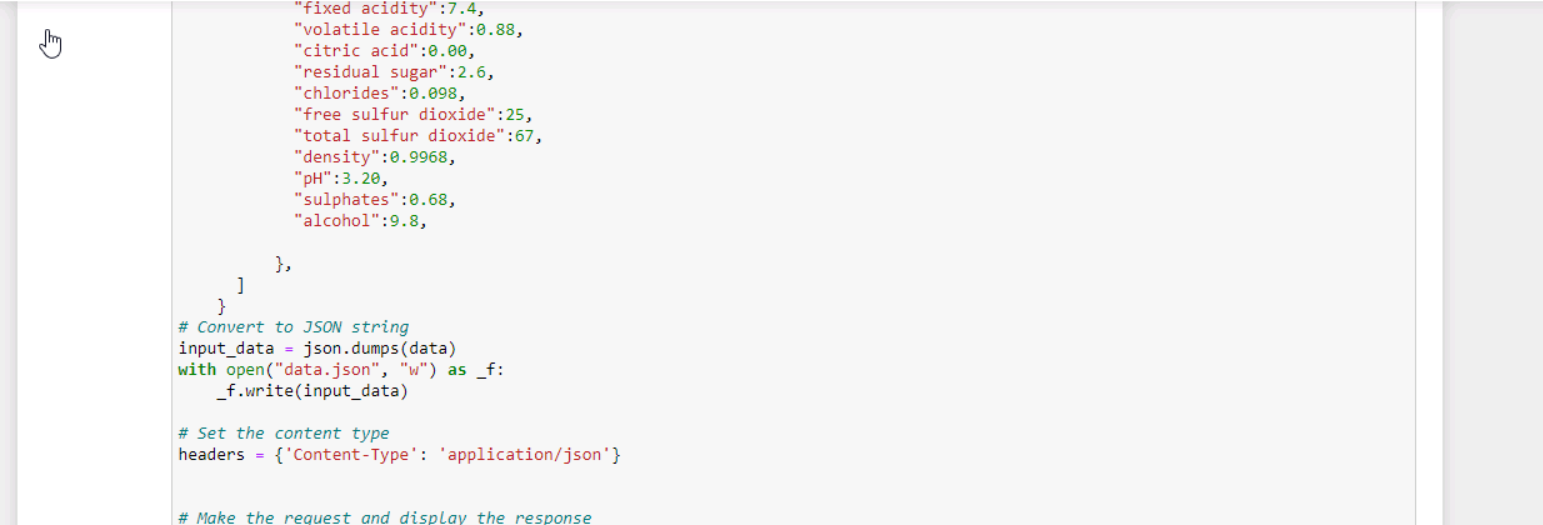 "fixed acidity":7.4,
"volatile acidity":0.88,
"citric acid":0.00,
"residual sugar":2.6,
"chlorides":0.098,
"free sulfur dioxide":25,
"total sulfur dioxide":67,
"density":0.9968,
"pH":3.20,
"sulphates":0.68,
"alcohol":9.8,
},
]
}
# Convert to JSON string
input_data = json.dumps(data)
with open("data.json", "w") as _f:
_f.write(input_data)
# Set the content type
headers = {'Content-Type': 'application/json'}
# Make the request and display the response